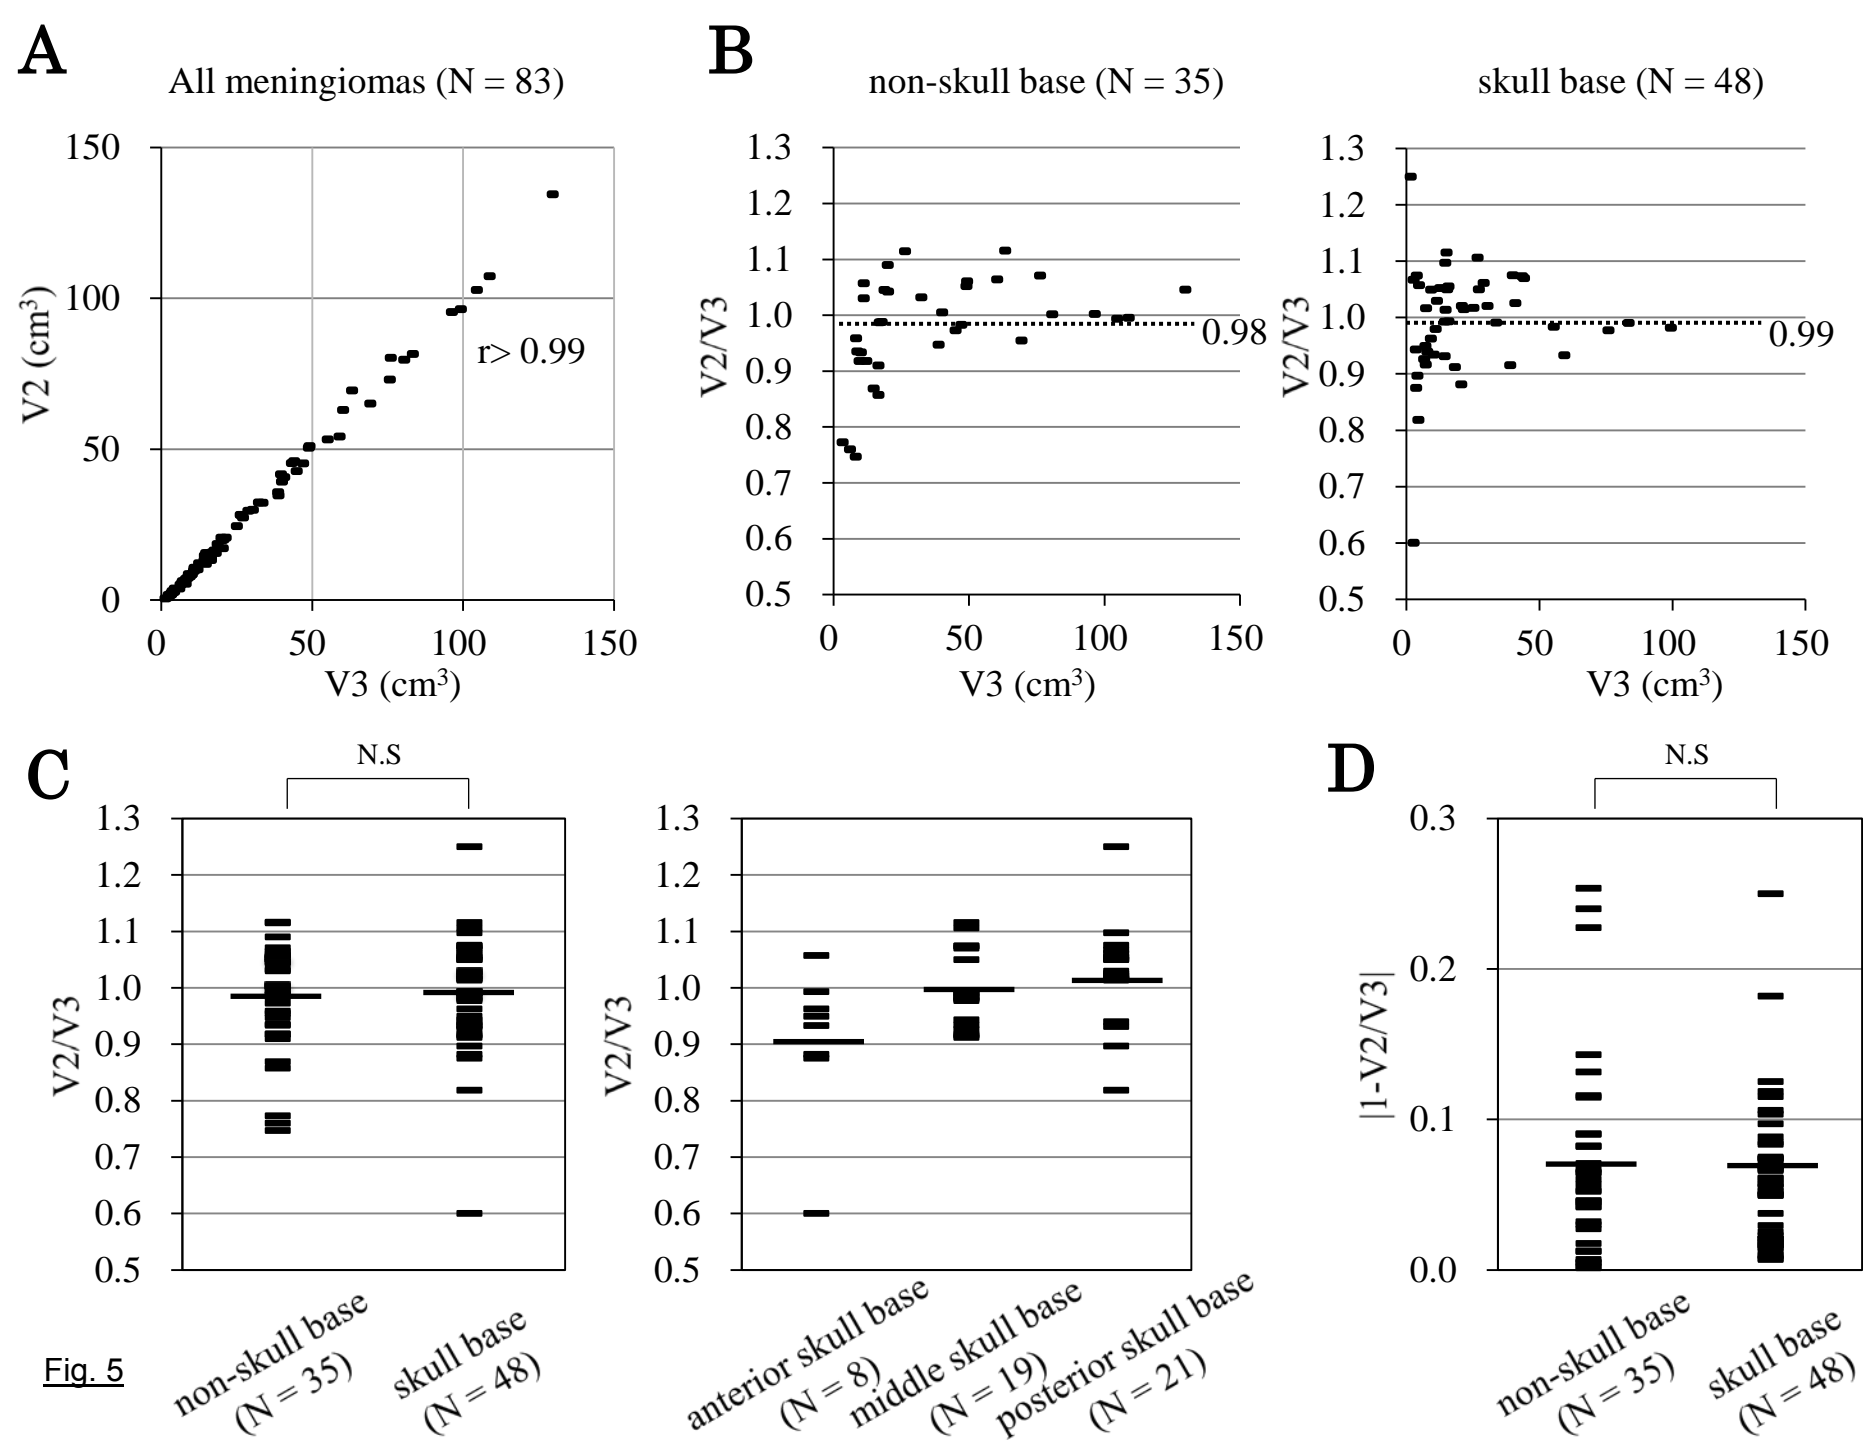 A
All meningiomas (N = 83)
150
100
50
0
V2 (cm³)
r> 0.99
0 50 100 150
V3 (cm³)
B
non-skull base (N = 35)
1.3
1.2
1.1
1.0
0.9
0.8
0.7
0.6
0.5
V2/V3
0.98
0 50 100 150
V3 (cm³)
skull base (N = 48)
1.3
1.2
1.1
1.0
0.9
0.8
0.7
0.6
0.5
V2/V3
0.99
0 50 100 150
V3 (cm³)
C
N.S
1.3
1.2
1.1
1.0
0.9
0.8
0.7
0.6
0.5
V2/V3
non-skull base
(N = 35)
skull base
(N = 48)
1.3
1.2
1.1
1.0
0.9
0.8
0.7
0.6
0.5
V2/V3
anterior skull base
(N = 8)
middle skull base
(N = 19)
posterior skull base
(N = 21)
D
N.S
0.3
0.2
0.1
0.0
|1-V2/V3|
non-skull base
(N = 35)
skull base
(N = 48)
Fig. 5